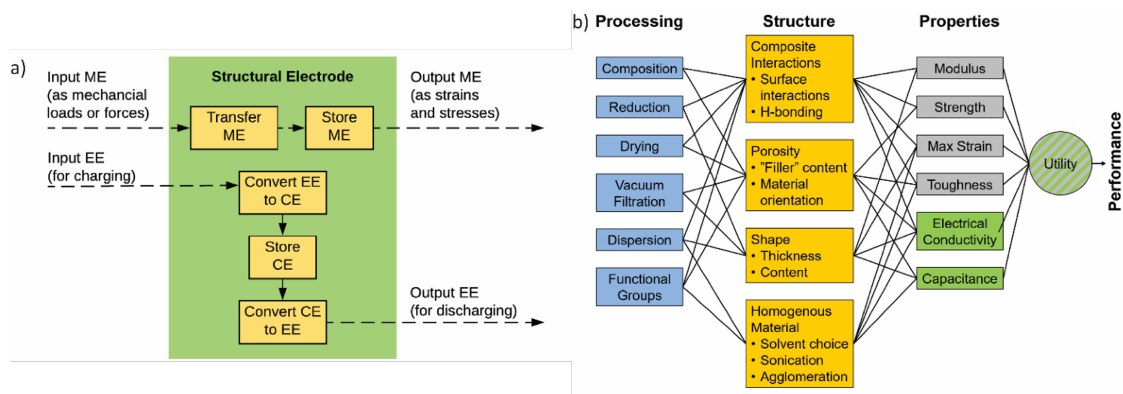 a)
Structural Electrode
Input ME
(as mechancial
loads or forces)
Output ME
(as strains
and stresses)
Transfer
ME
Store
ME
Input EE
(for charging)
Convert EE
to CE
Store
CE
Convert CE
to EE
Output EE
(for discharging)
b)
Processing
Structure
Properties
Composition
Reduction
Drying
Vacuum
Filtration
Dispersion
Functional
Groups
Composite
Interactions
• Surface
interactions
• H-bonding
Porosity
• "Filler" content
• Material
orientation
Shape
• Thickness
• Content
Homogenous
Material
• Solvent choice
• Sonication
• Agglomeration
Modulus
Strength
Max Strain
Toughness
Electrical
Conductivity
Capacitance
Utility
Performance